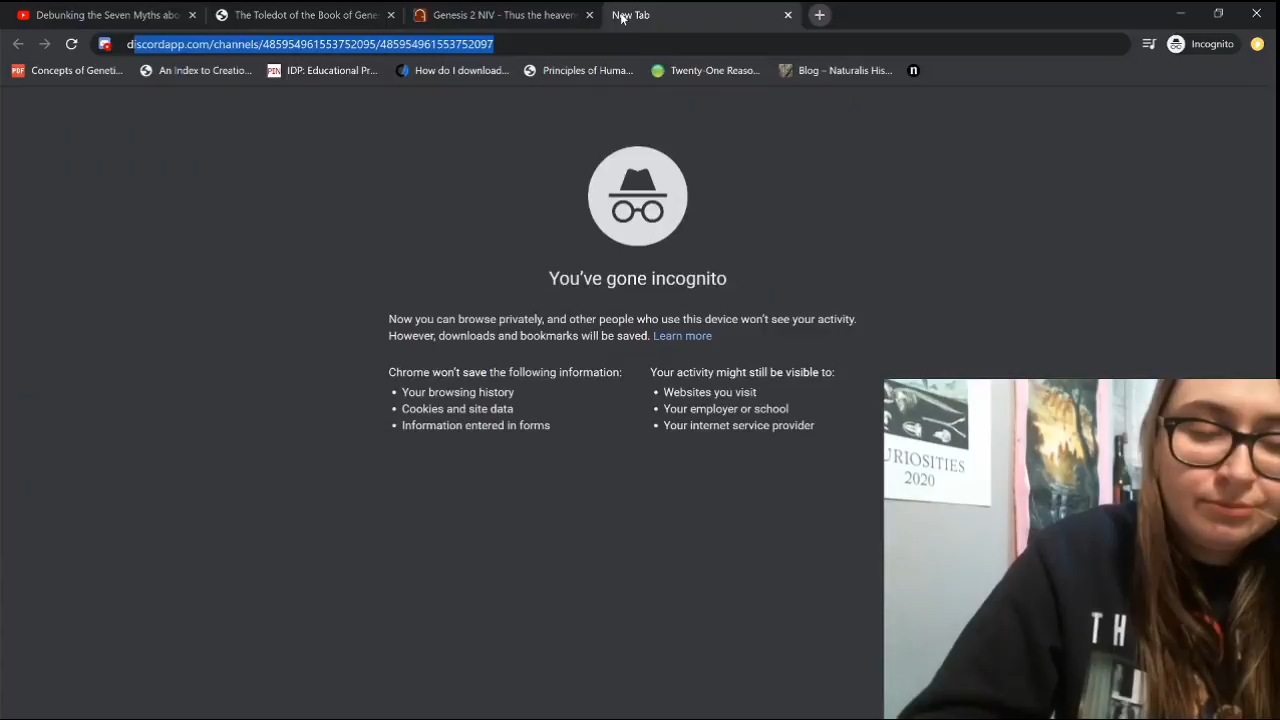 Debunking the Seven Myths abo
The Toledot of the Book of Gene
Genesis 2 NIV - Thus the heaven
New Tab
discordapp.com/channels/485954961553752095/485954961553752097
Incognito
PDF Concepts of Geneti...
An Index to Creatio...
PIN IDP: Educational Pr...
How do I download...
Principles of Huma...
Twenty-One Reaso...
Blog – Naturalis His...
n
You've gone incognito
Now you can browse privately, and other people who use this device won't see your activity.
However, downloads and bookmarks will be saved. Learn more
Chrome won't save the following information:
• Your browsing history
• Cookies and site data
• Information entered in forms
Your activity might still be visible to:
• Websites you visit
• Your employer or school
• Your internet service provider
URIOSITIES
2020
TH